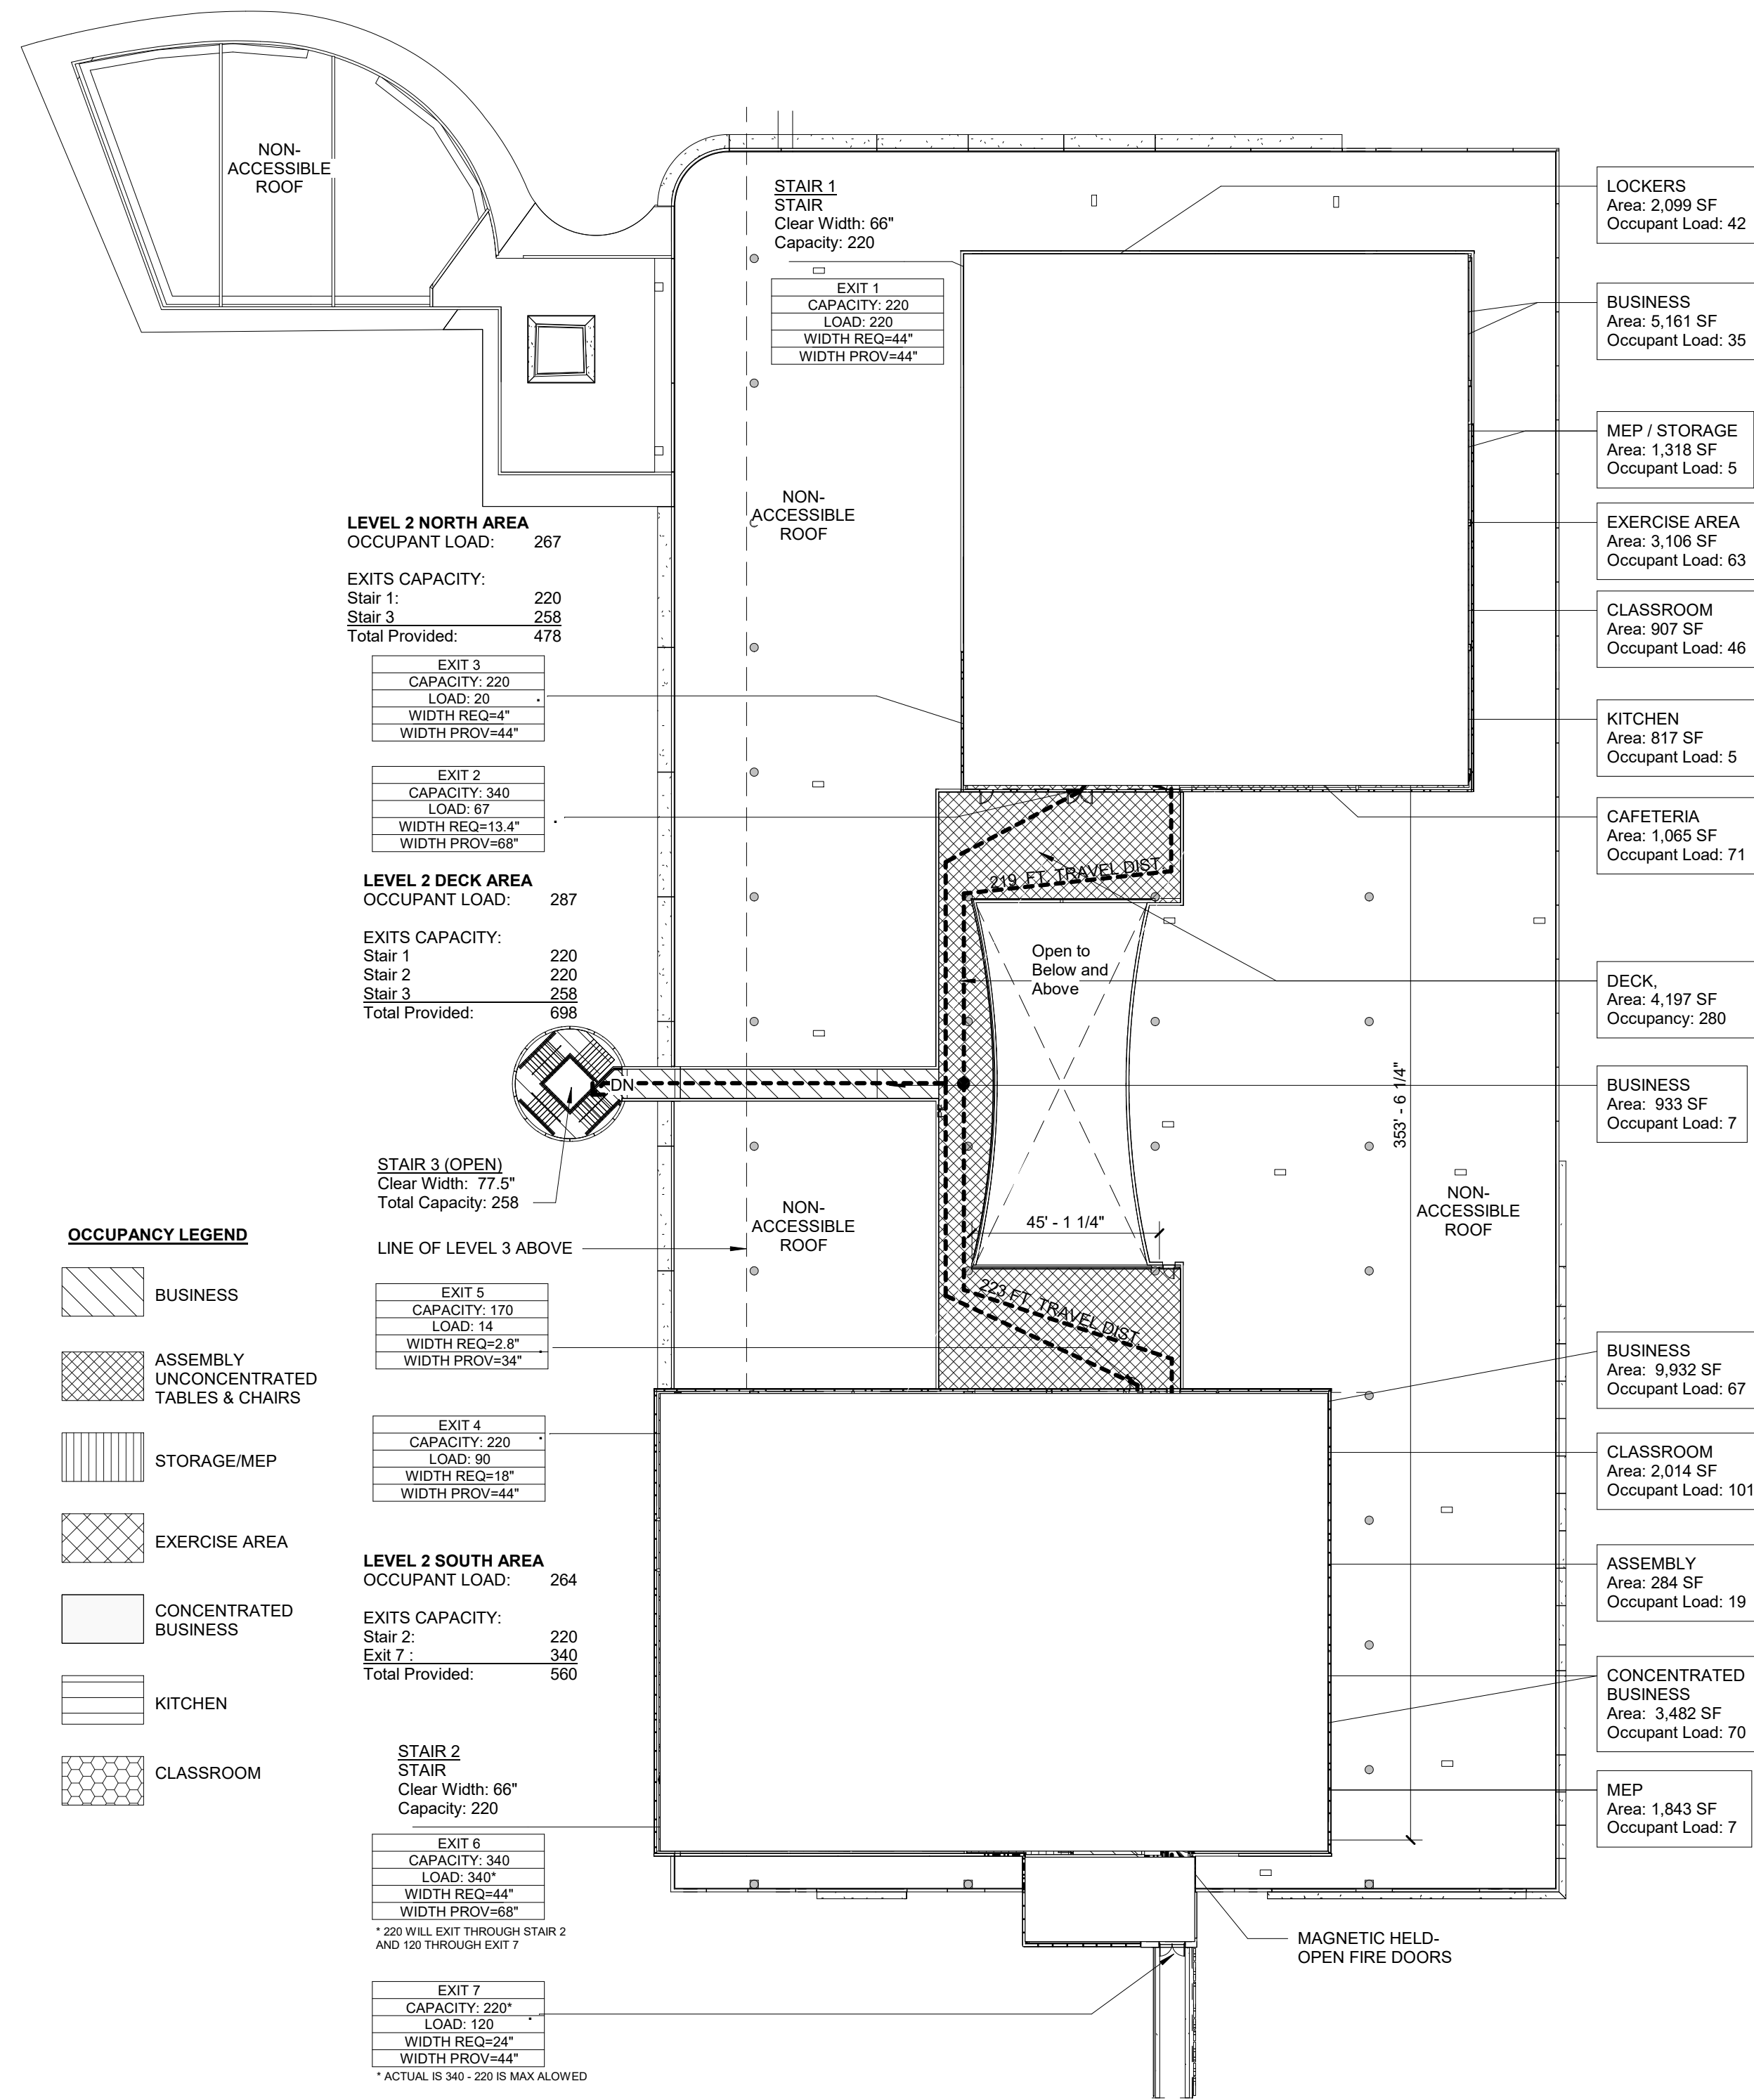 NON-
ACCESSIBLE
ROOF
STAIR 1
STAIR
Clear Width: 66"
Capacity: 220
EXIT 1
CAPACITY: 220
LOAD: 220
WIDTH REQ=44"
WIDTH PROV=44"
LOCKERS
Area: 2,099 SF
Occupant Load: 42
BUSINESS
Area: 5,161 SF
Occupant Load: 35
MEP / STORAGE
Area: 1,318 SF
Occupant Load: 5
EXERCISE AREA
Area: 3,106 SF
Occupant Load: 63
CLASSROOM
Area: 907 SF
Occupant Load: 46
KITCHEN
Area: 817 SF
Occupant Load: 5
CAFETERIA
Area: 1,065 SF
Occupant Load: 71
DECK,
Area: 4,197 SF
Occupancy: 280
BUSINESS
Area: 933 SF
Occupant Load: 7
BUSINESS
Area: 9,932 SF
Occupant Load: 67
CLASSROOM
Area: 2,014 SF
Occupant Load: 101
ASSEMBLY
Area: 284 SF
Occupant Load: 19
CONCENTRATED
BUSINESS
Area: 3,482 SF
Occupant Load: 70
MEP
Area: 1,843 SF
Occupant Load: 7
NON-
ACCESSIBLE
ROOF
LEVEL 2 NORTH AREA
OCCUPANT LOAD: 267
EXITS CAPACITY:
Stair 1: 220
Stair 3 258
Total Provided: 478
EXIT 3
CAPACITY: 220
LOAD: 20
WIDTH REQ=4"
WIDTH PROV=44"
EXIT 2
CAPACITY: 340
LOAD: 67
WIDTH REQ=13.4"
WIDTH PROV=68"
LEVEL 2 DECK AREA
OCCUPANT LOAD: 287
EXITS CAPACITY:
Stair 1 220
Stair 2 220
Stair 3 258
Total Provided: 698
219 FT. TRAVEL DIST
Open to
Below and
Above
DN
353' - 6 1/4"
STAIR 3 (OPEN)
Clear Width: 77.5"
Total Capacity: 258
LINE OF LEVEL 3 ABOVE
NON-
ACCESSIBLE
ROOF
45' - 1 1/4"
NON-
ACCESSIBLE
ROOF
223 FT. TRAVEL DIST
OCCUPANCY LEGEND
BUSINESS
ASSEMBLY
UNCONCENTRATED
TABLES & CHAIRS
STORAGE/MEP
EXERCISE AREA
CONCENTRATED
BUSINESS
KITCHEN
CLASSROOM
EXIT 5
CAPACITY: 170
LOAD: 14
WIDTH REQ=2.8"
WIDTH PROV=34"
EXIT 4
CAPACITY: 220
LOAD: 90
WIDTH REQ=18"
WIDTH PROV=44"
LEVEL 2 SOUTH AREA
OCCUPANT LOAD: 264
EXITS CAPACITY:
Stair 2: 220
Exit 7 : 340
Total Provided: 560
STAIR 2
STAIR
Clear Width: 66"
Capacity: 220
EXIT 6
CAPACITY: 340
LOAD: 340*
WIDTH REQ=44"
WIDTH PROV=68"
* 220 WILL EXIT THROUGH STAIR 2
AND 120 THROUGH EXIT 7
EXIT 7
CAPACITY: 220*
LOAD: 120
WIDTH REQ=24"
WIDTH PROV=44"
* ACTUAL IS 340 - 220 IS MAX ALOWED
MAGNETIC HELD-
OPEN FIRE DOORS